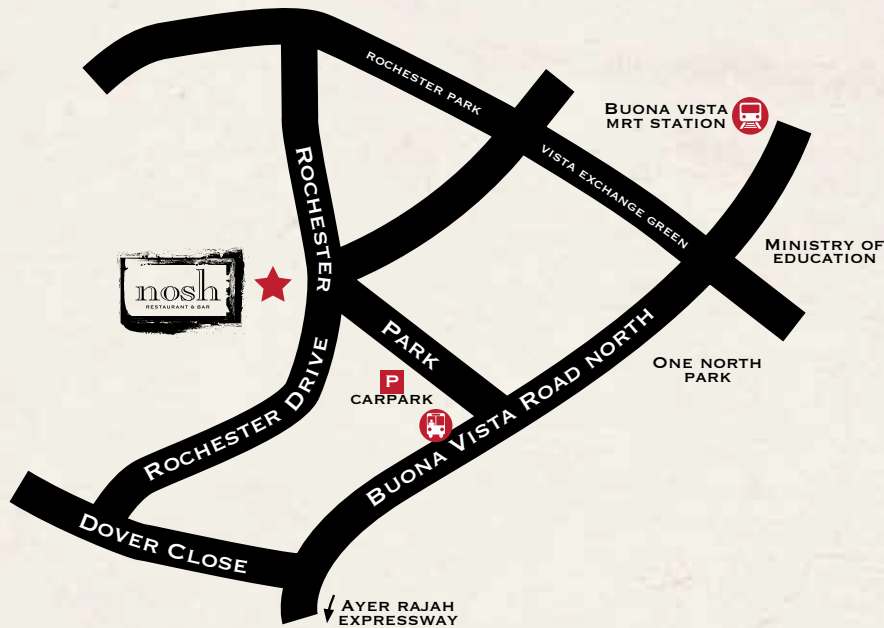 ROCHESTER PARK
BUONA VISTA
MRT STATION
VISTA EXCHANGE GREEN
ROCHESTER
MINISTRY OF
EDUCATION
nosh
RESTAURANT & BAR
PARK
ONE NORTH
PARK
P
CARPARK
ROCHESTER DRIVE
BUONA VISTA ROAD NORTH
DOVER CLOSE
AYER RAJAH
EXPRESSWAY